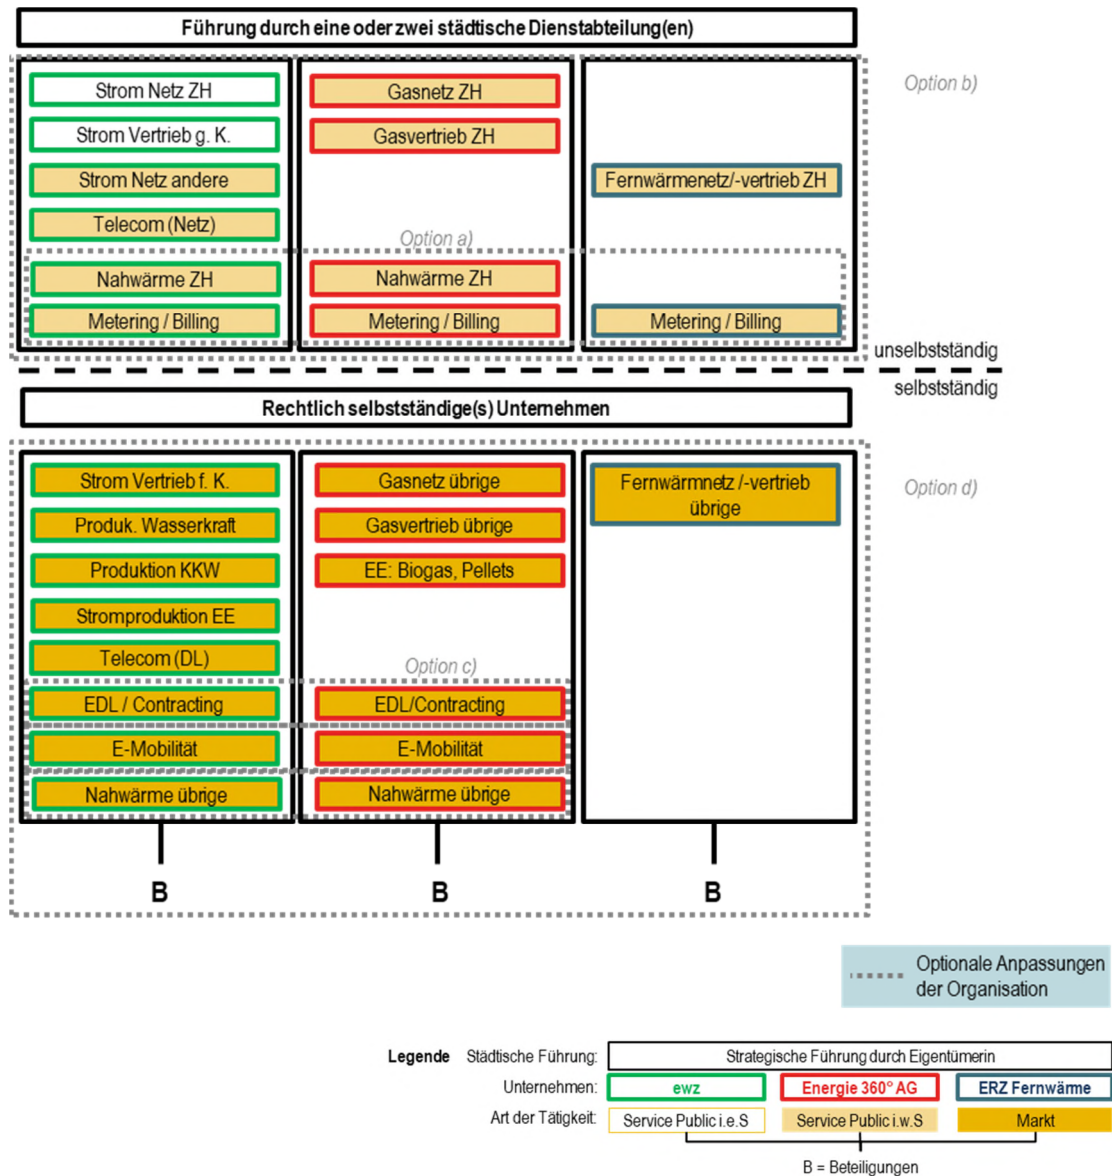 Führung durch eine oder zwei städtische Dienstabteilung(en)
Option b)
Strom Netz ZH
Strom Vertrieb g. K.
Strom Netz andere
Telecom (Netz)
Nahwärme ZH
Metering / Billing
Gasnetz ZH
Gasvertrieb ZH
Option a)
Nahwärme ZH
Metering / Billing
Fernwärmenetz/-vertrieb ZH
Metering / Billing
unselbstständig
selbstständig
Rechtlich selbstständige(s) Unternehmen
Option d)
Strom Vertrieb f. K.
Produk. Wasserkraft
Produktion KKW
Stromproduktion EE
Telecom (DL)
EDL / Contracting
E-Mobilität
Nahwärme übrige
B
Gasnetz übrige
Gasvertrieb übrige
EE: Biogas, Pellets
Option c)
EDL/Contracting
E-Mobilität
Nahwärme übrige
B
Fernwärmnetz /-vertrieb
übrige
B
Optionale Anpassungen
der Organisation
Legende Städtische Führung: Strategische Führung durch Eigentümerin
Unternehmen: ewz Energie 360° AG ERZ Fernwärme
Art der Tätigkeit: Service Public i.e.S Service Public i.w.S Markt
B = Beteiligungen